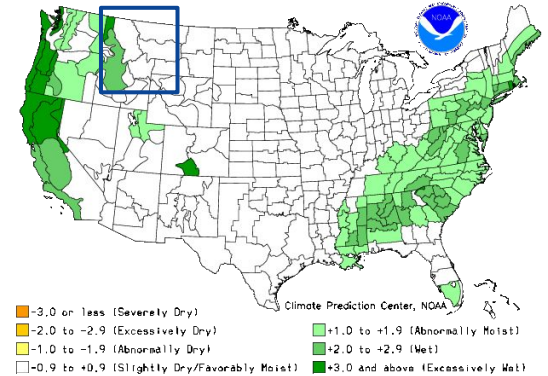 NOAA
Climate Prediction Center, NOAA
-3.0 or less (Severely Dry)
-2.0 to -2.9 (Excessively Dry)
-1.0 to -1.9 (Abnormally Dry)
-0.9 to +0.9 (Slightly Dry/Favorably Moist)
+1.0 to +1.9 (Abnormally Moist)
+2.0 to +2.9 (Wet)
+3.0 and above (Excessively Wet)